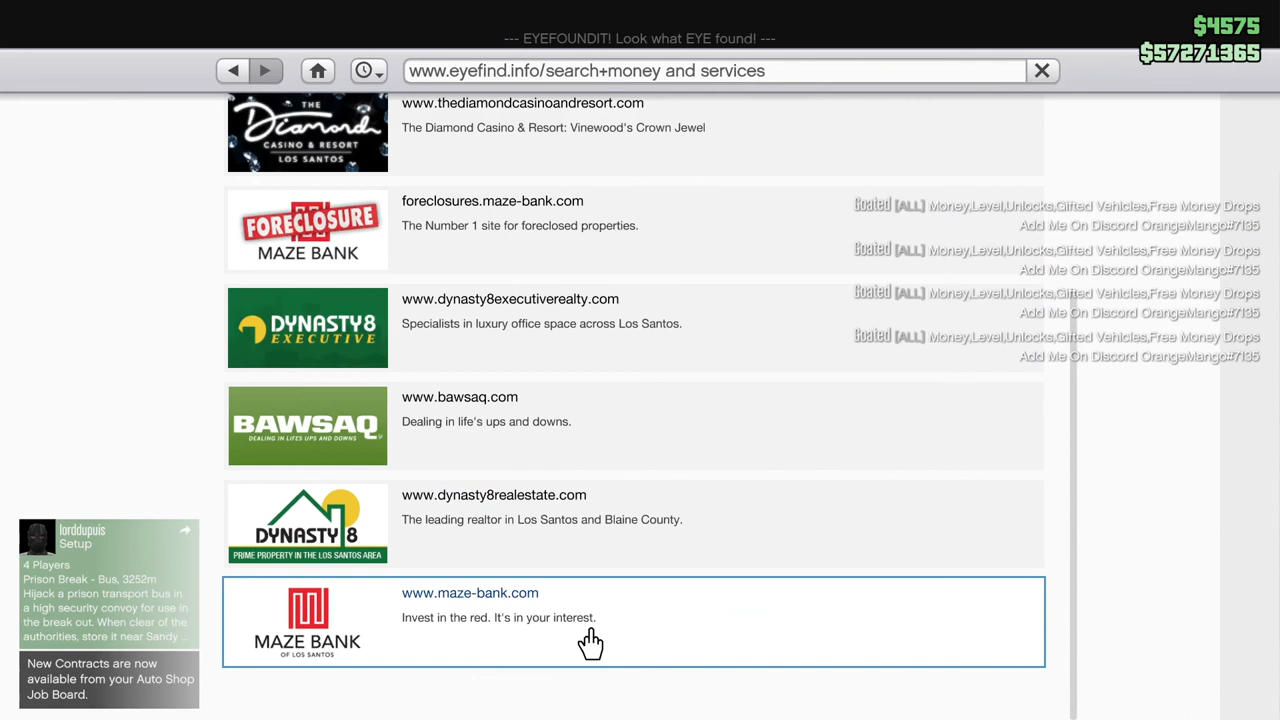 $4575
--- EYEFOUNDIT! Look what EYE found! ---
$57271365
www.eyefind.info/search+money and services
THE
Diamond
CASINO & RESORT
LOS SANTOS
www.thediamondcasinoandresort.com
The Diamond Casino & Resort: Vinewood's Crown Jewel
FORECLOSURE
MAZE BANK
foreclosures.maze-bank.com
The Number 1 site for foreclosed properties.
Goated [ALL] Money,Level,Unlocks,Gifted Vehicles,Free Money Drops
Add Me On Discord OrangeMango#7135
Goated [ALL] Money,Level,Unlocks,Gifted Vehicles,Free Money Drops
Add Me On Discord OrangeMango#7135
Goated [ALL] Money,Level,Unlocks,Gifted Vehicles,Free Money Drops
Add Me On Discord OrangeMango#7135
Goated [ALL] Money,Level,Unlocks,Gifted Vehicles,Free Money Drops
Add Me On Discord OrangeMango#7135
DYNASTY8
EXECUTIVE
www.dynasty8executiverealty.com
Specialists in luxury office space across Los Santos.
BAWSAQ
DEALING IN LIFES UPS AND DOWNS
www.bawsaq.com
Dealing in life's ups and downs.
DYNASTY 8
PRIME PROPERTY IN THE LOS SANTOS AREA
www.dynasty8realestate.com
The leading realtor in Los Santos and Blaine County.
MAZE BANK
OF LOS SANTOS
www.maze-bank.com
Invest in the red. It's in your interest.
lorddupuis
Setup
4 Players
Prison Break - Bus, 3252m
Hijack a prison transport bus in
a high security convoy for use in
the break out. When clear of the
authorities, store it near Sandy ...
New Contracts are now
available from your Auto Shop
Job Board.